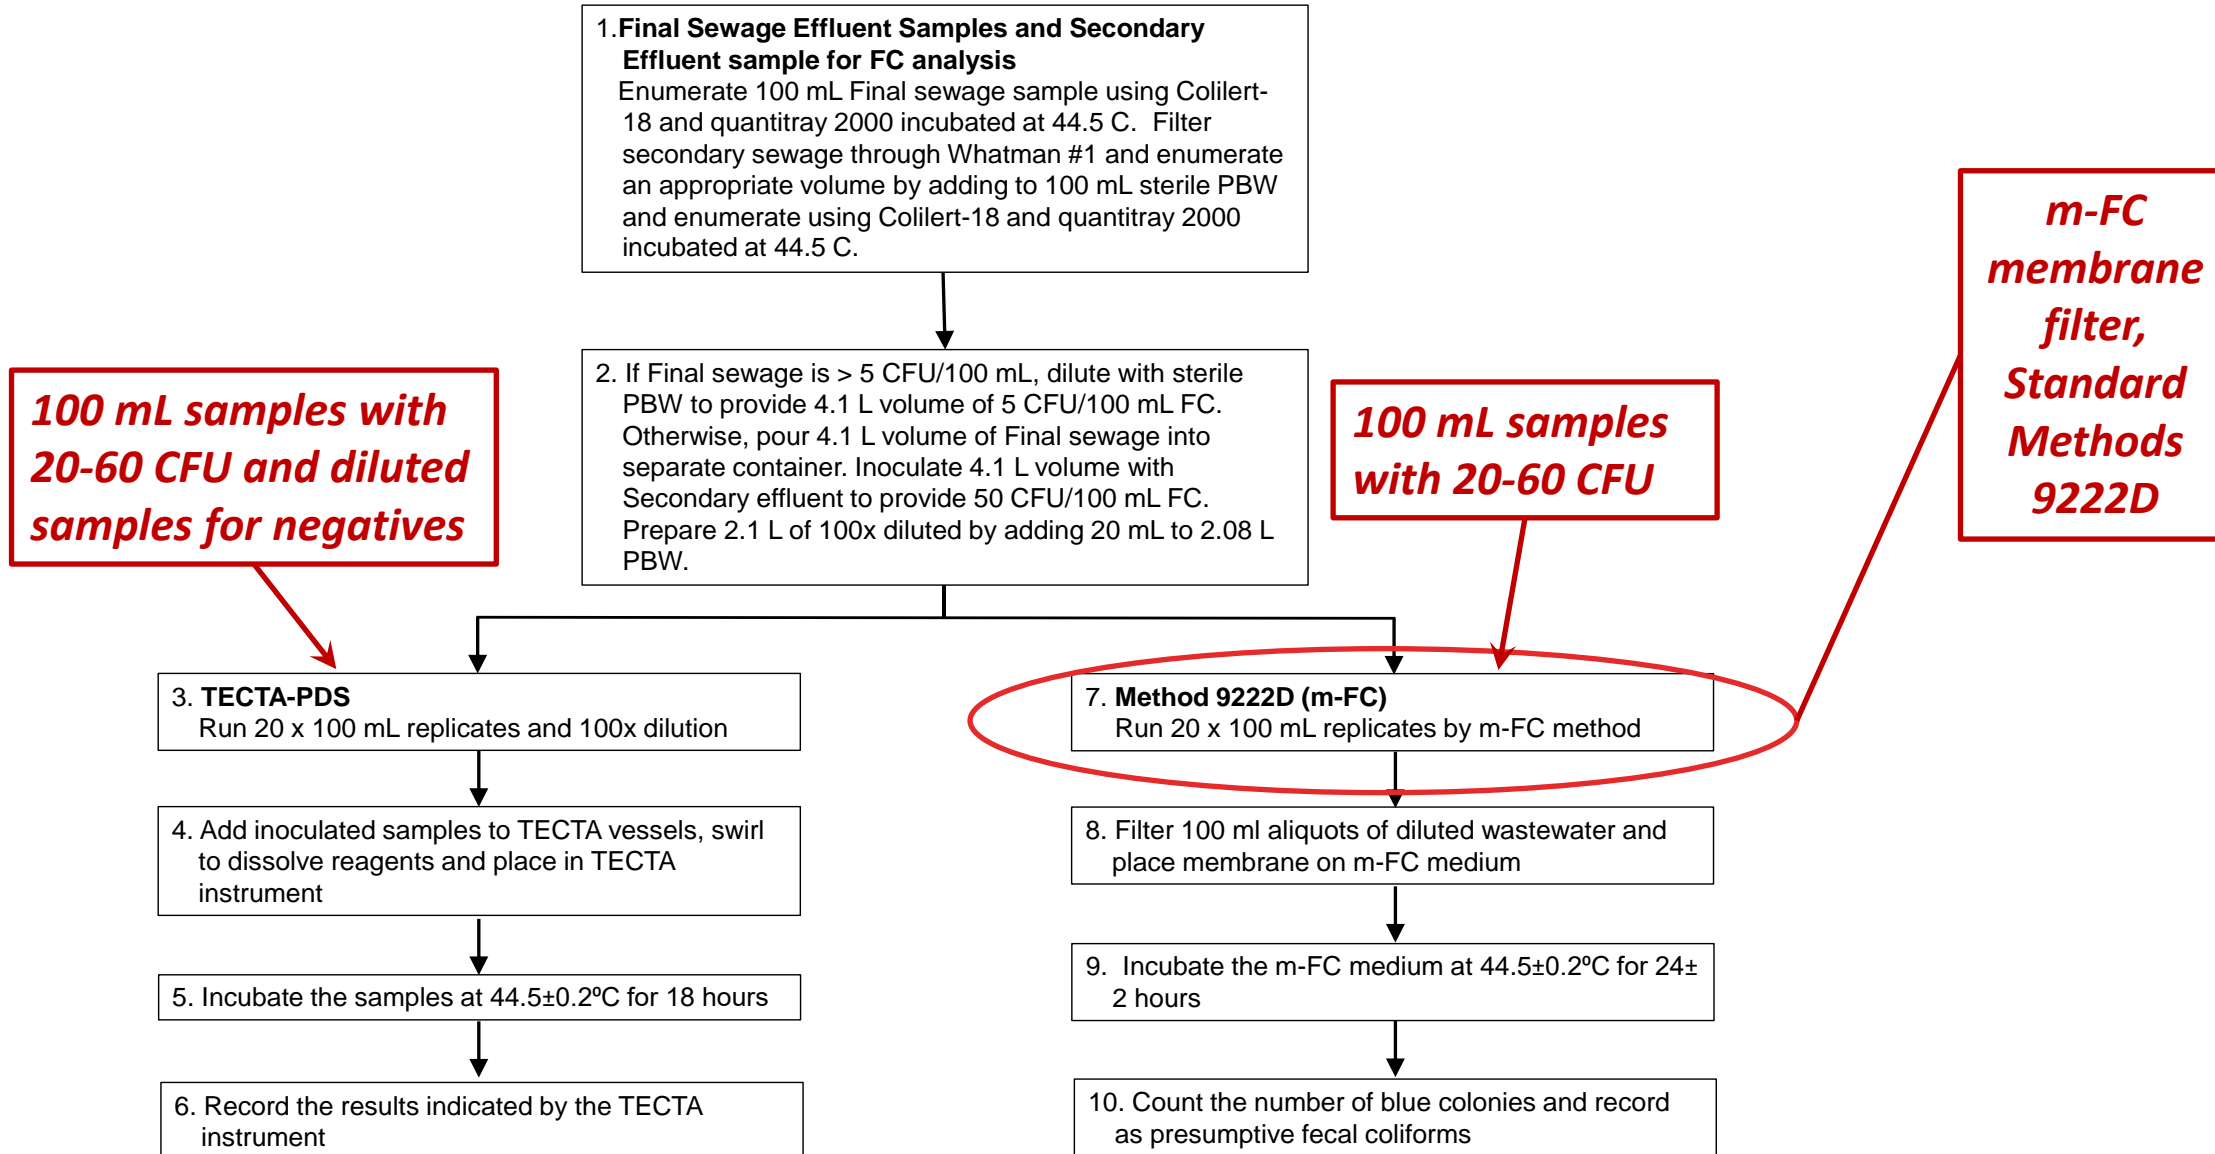 1.Final Sewage Effluent Samples and Secondary
Effluent sample for FC analysis
Enumerate 100 mL Final sewage sample using Colilert-
18 and quantitray 2000 incubated at 44.5 C.  Filter
secondary sewage through Whatman #1 and enumerate
an appropriate volume by adding to 100 mL sterile PBW
and enumerate using Colilert-18 and quantitray 2000
incubated at 44.5 C.
m-FC
membrane
filter,
Standard
Methods
9222D
2. If Final sewage is > 5 CFU/100 mL, dilute with sterile
PBW to provide 4.1 L volume of 5 CFU/100 mL FC.
Otherwise, pour 4.1 L volume of Final sewage into
separate container. Inoculate 4.1 L volume with
Secondary effluent to provide 50 CFU/100 mL FC.
Prepare 2.1 L of 100x diluted by adding 20 mL to 2.08 L
PBW.
100 mL samples with
20-60 CFU and diluted
samples for negatives
100 mL samples
with 20-60 CFU
3. TECTA-PDS
Run 20 x 100 mL replicates and 100x dilution
4. Add inoculated samples to TECTA vessels, swirl
to dissolve reagents and place in TECTA
instrument
5. Incubate the samples at 44.5±0.2ºC for 18 hours
6. Record the results indicated by the TECTA
instrument
7. Method 9222D (m-FC)
Run 20 x 100 mL replicates by m-FC method
8. Filter 100 ml aliquots of diluted wastewater and
place membrane on m-FC medium
9.  Incubate the m-FC medium at 44.5±0.2ºC for 24±
2 hours
10. Count the number of blue colonies and record
as presumptive fecal coliforms